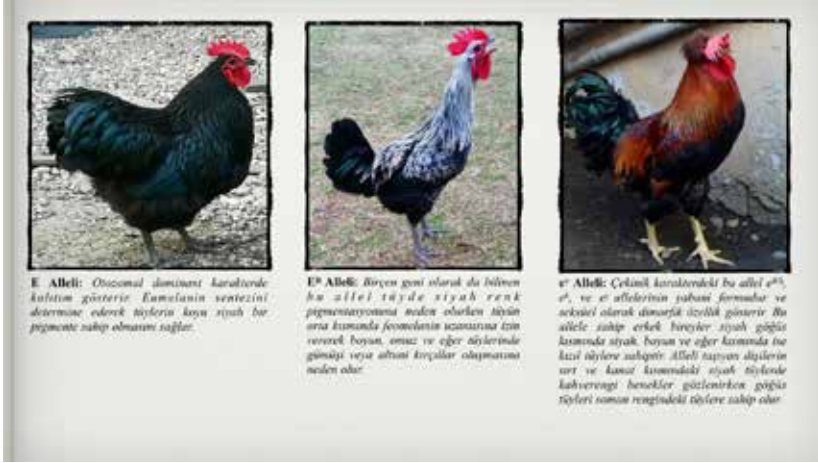 E Alleli: Otozomal dominant karakterde
kalıtım gösterir. Eumelanin sentezini
determine ederek tüylerin koyu siyah bir
pigmente sahip olmasını sağlar.
Eᴿ Alleli: Birçen geni olarak da bilinen
bu allel tüyde siyah renk
pigmentasyonuna neden olurken tüyün
orta kısmında feomelanin uzanasına izin
vererek boyun, omuz ve eğer tüylerinde
gümüşi veya altuni kırçıllar oluşmasına
neden olur.
e⁺ Alleli: Çekinik karakterdeki bu allel
ve allellerinin yabani formudur ve
seksüel olarak dimorfik özellik gösterir. Bu
allele sahip erkek bireyler siyah göğüs
kısmında siyah, boyun ve eğer kısmında ise
kızıl tüylere sahiptir. Alleli taşıyan dişilerin
sırt ve kanat kısmındaki siyah tüylerde
kahverengi benekler gözlenirken göğüs
tüyleri somon rengindeki tüylere sahip olur.